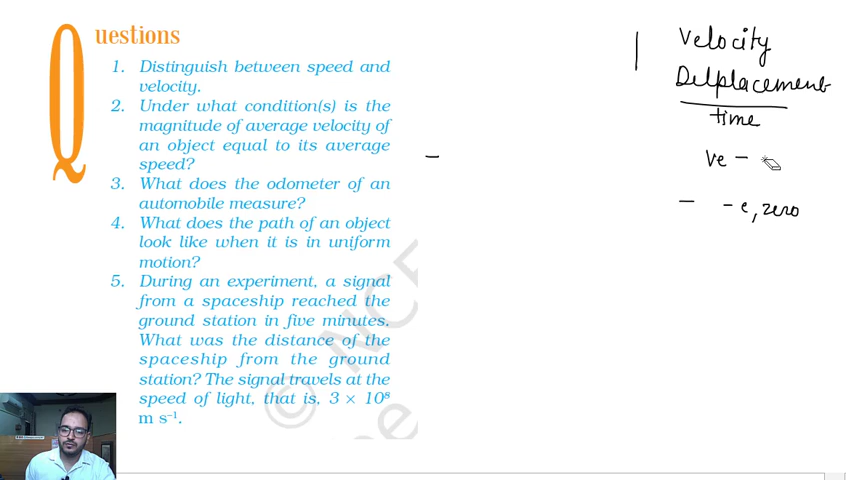 Questions
1. Distinguish between speed and
velocity.
2. Under what condition(s) is the
magnitude of average velocity of
an object equal to its average
speed?
3. What does the odometer of an
automobile measure?
4. What does the path of an object
look like when it is in uniform
motion?
5. During an experiment, a signal
from a spaceship reached the
ground station in five minutes.
What was the distance of the
spaceship from the ground
station? The signal travels at the
speed of light, that is, 3 × 10⁸
m s⁻¹.
Velocity
Dilplacement
time
ve –
– -e, zero
© NCE